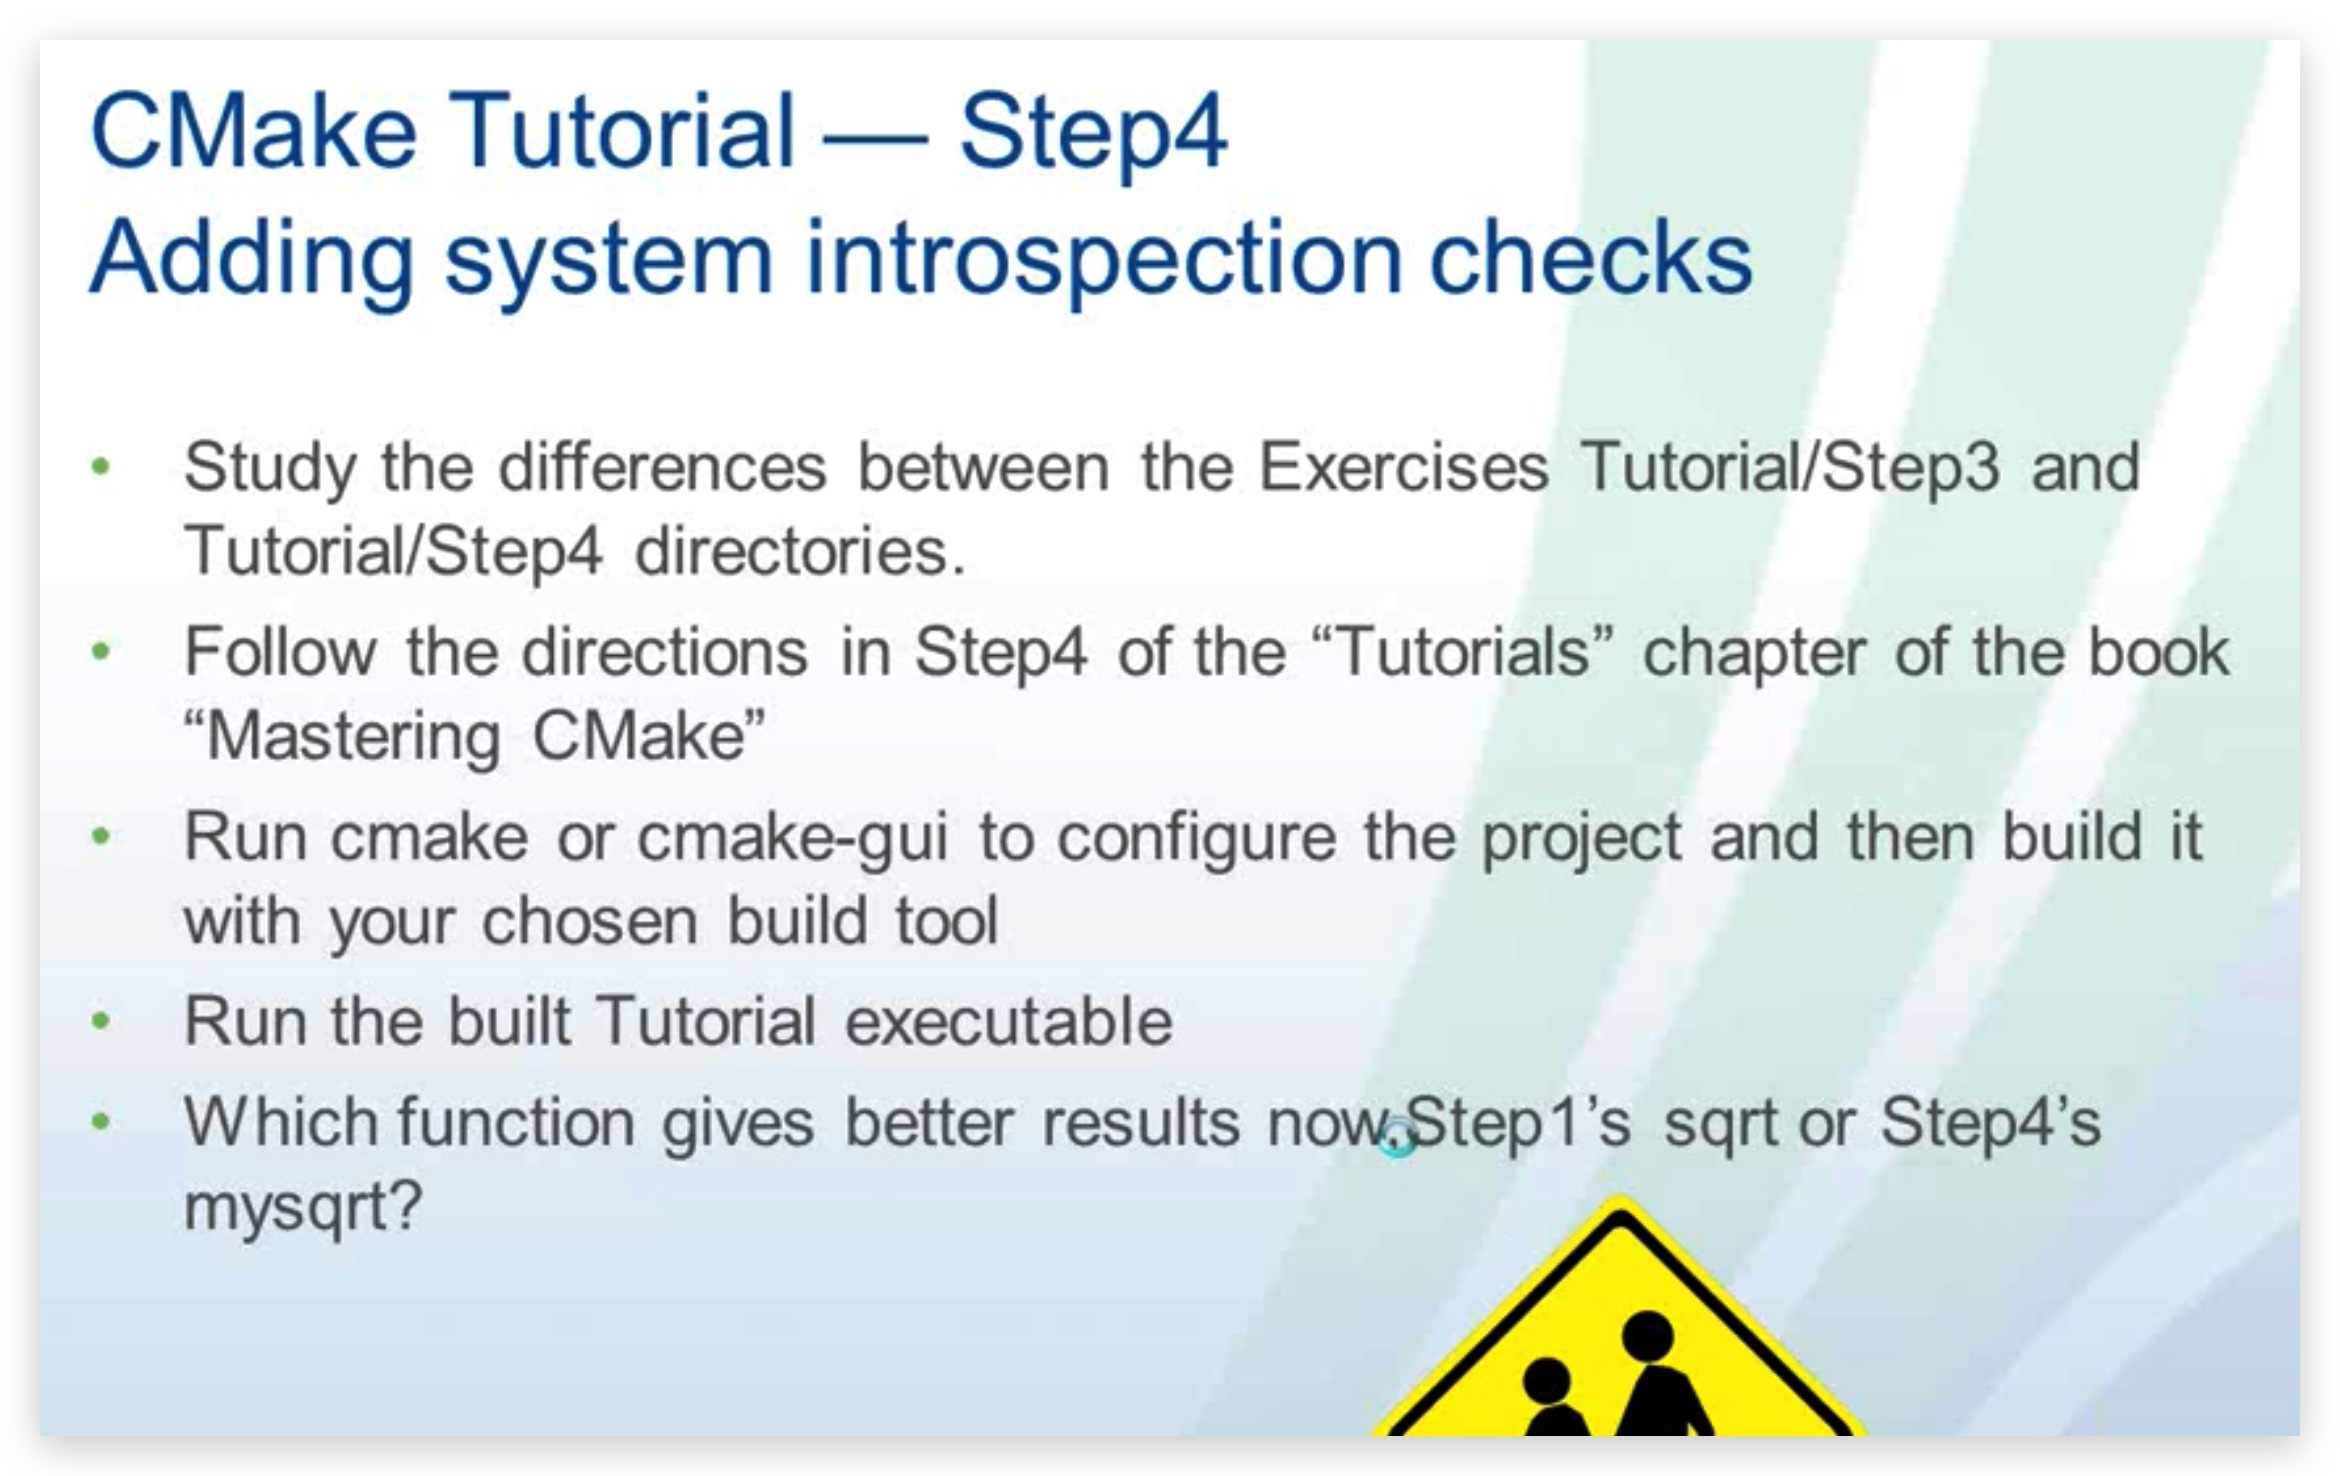 CMake Tutorial — Step4
Adding system introspection checks
• Study the differences between the Exercises Tutorial/Step3 and
Tutorial/Step4 directories.
• Follow the directions in Step4 of the “Tutorials” chapter of the book
“Mastering CMake”
• Run cmake or cmake-gui to configure the project and then build it
with your chosen build tool
• Run the built Tutorial executable
• Which function gives better results now, Step1’s sqrt or Step4’s
mysqrt?